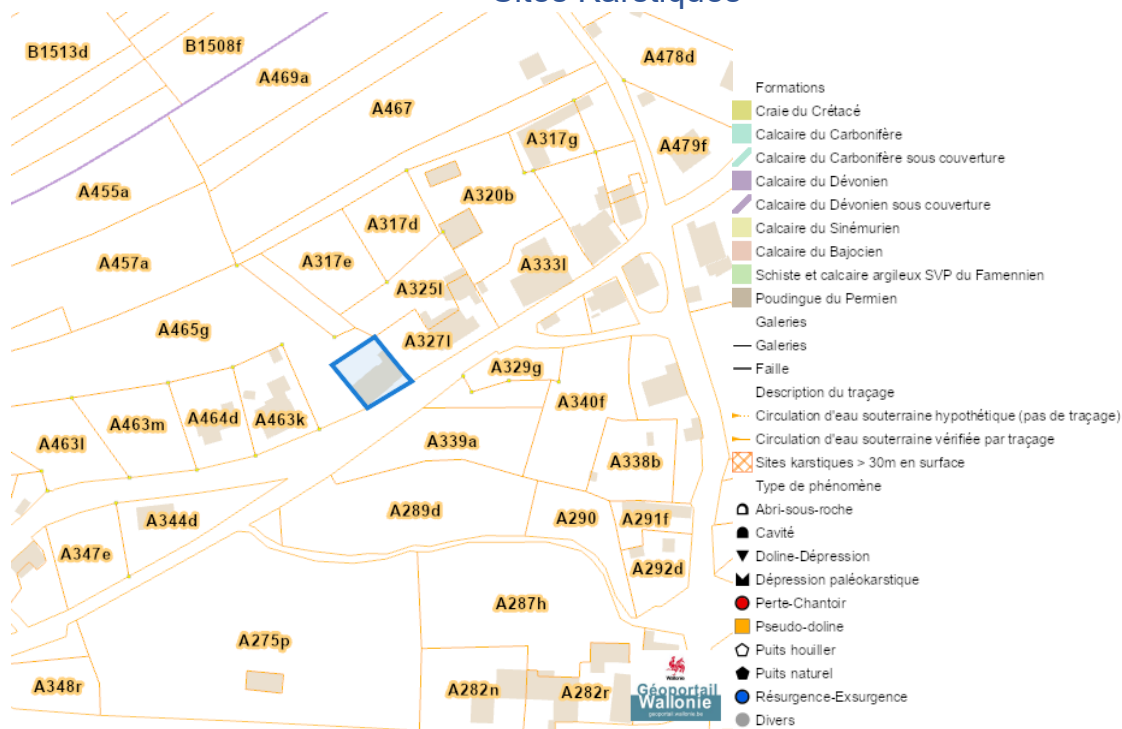 Sites Karstiques
B1513d
B1508f
A478d
A469a
A467
A317g
A479f
A455a
A320b
A317d
A457a
A317e
A333l
A325l
A465g
A327l
A329g
A340f
A463m
A464d
A463k
A463l
A339a
A338b
A289d
A290
A291f
A344d
A347e
A292d
A287h
A275p
A348r
A282n
A282r
Wallonie
Géoportail
Wallonie
geoportail.wallonie.be
Formations
Craie du Crétacé
Calcaire du Carbonifère
Calcaire du Carbonifère sous couverture
Calcaire du Dévonien
Calcaire du Dévonien sous couverture
Calcaire du Sinémurien
Calcaire du Bajocien
Schiste et calcaire argileux SVP du Famennien
Poudingue du Permien
Galeries
Galeries
Faille
Description du traçage
Circulation d'eau souterraine hypothétique (pas de traçage)
Circulation d'eau souterraine vérifiée par traçage
Sites karstiques > 30m en surface
Type de phénomène
Abri-sous-roche
Cavité
Doline-Dépression
Dépression paléokarstique
Perte-Chantoir
Pseudo-doline
Puits houiller
Puits naturel
Résurgence-Exsurgence
Divers